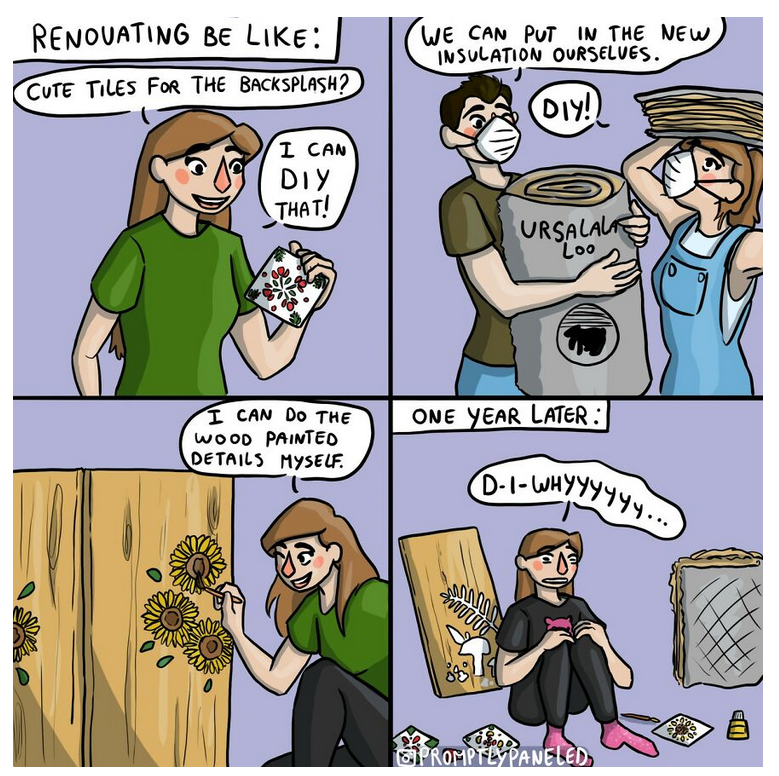 RENOVATING BE LIKE:
CUTE TILES FOR THE BACKSPLASH?
I CAN
DIY
THAT!
WE CAN PUT IN THE NEW
INSULATION OURSELVES.
DIY!
URSALALA
LOO
I CAN DO THE
WOOD PAINTED
DETAILS MYSELF.
ONE YEAR LATER:
D-I-WHYYYYYYY...
@PROMPTLYPANELED